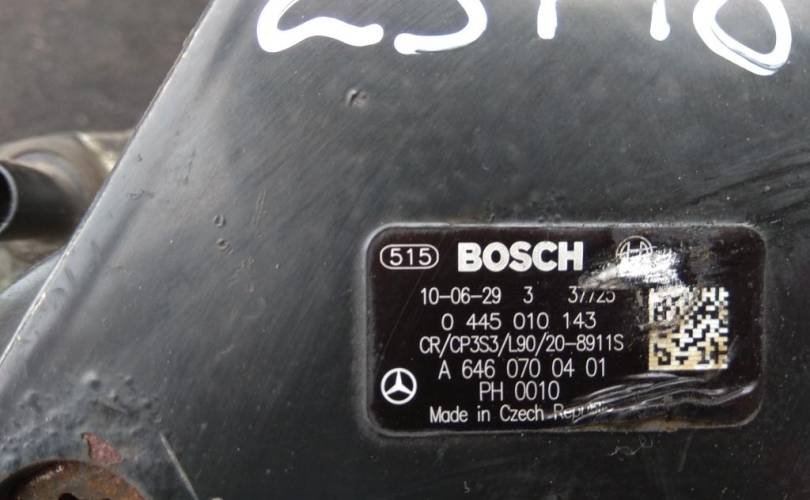 515 BOSCH
10-06-29 3 37725
0 445 010 143
CR/CP3S3/L90/20-8911S
A 646 070 04 01
PH 0010
Made in Czech Republic